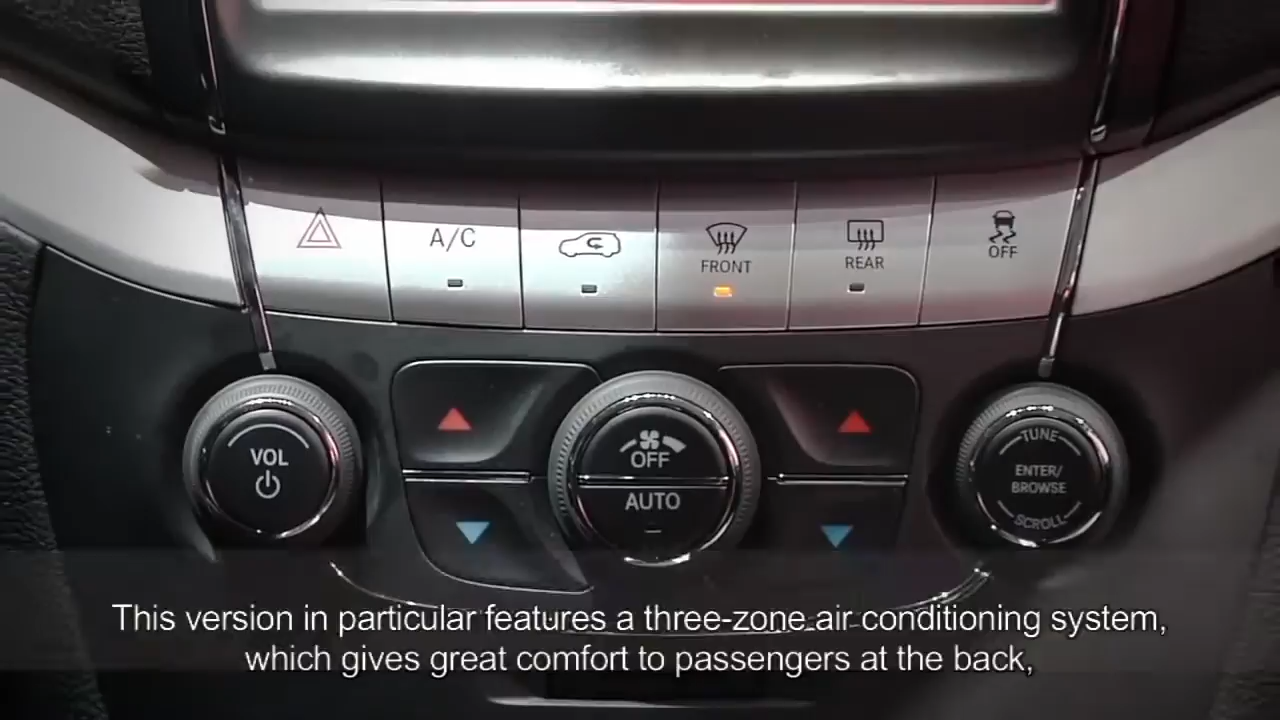 A/C
FRONT
REAR
OFF
VOL
OFF
AUTO
TUNE
ENTER/
BROWSE
SCROLL
This version in particular features a three-zone air conditioning system,
which gives great comfort to passengers at the back,